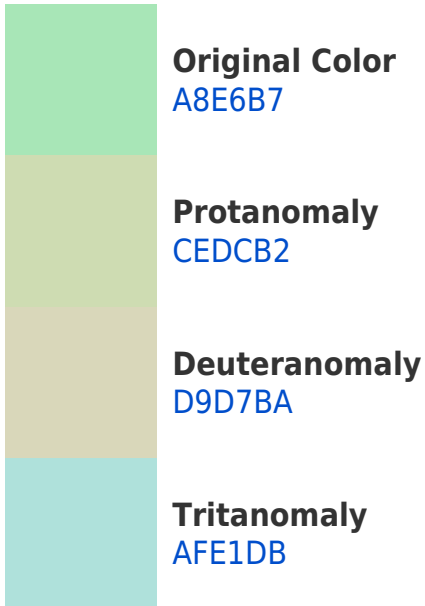 Original Color
A8E6B7
Protanomaly
CEDCB2
Deuteranomaly
D9D7BA
Tritanomaly
AFE1DB